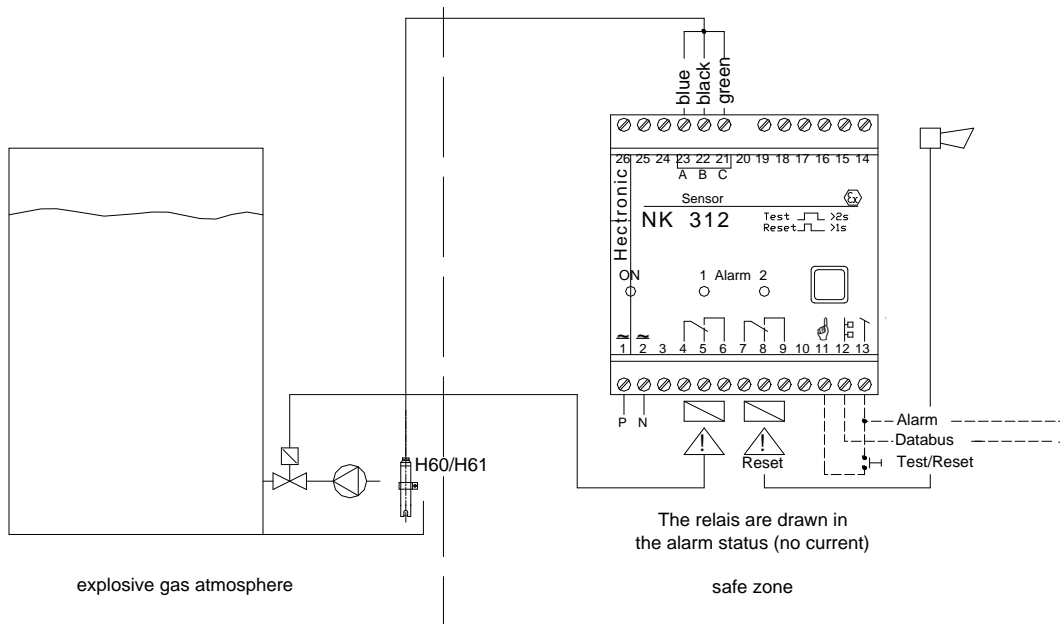 blue
black
green
26 25 24 23 22 21 20 19 18 17 16 15 14
A B C
Sensor
Ex
Hectronic
NK 312
Test >2s
Reset >1s
ON
1 Alarm 2
1 2 3 4 5 6 7 8 9 10 11 12 13
P N
Reset
Alarm
Databus
Test/Reset
H60/H61
The relais are drawn in
the alarm status (no current)
explosive gas atmosphere
safe zone